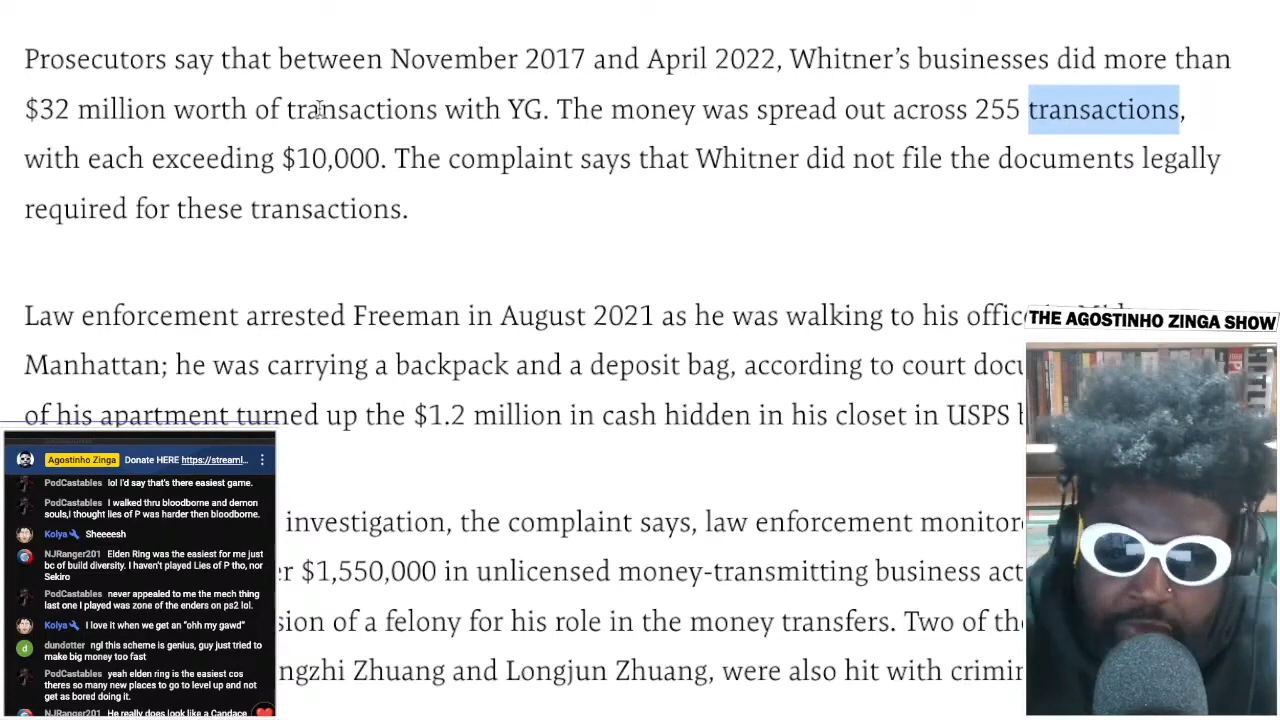 Prosecutors say that between November 2017 and April 2022, Whitner’s businesses did more than
$32 million worth of transactions with YG. The money was spread out across 255 transactions,
with each exceeding $10,000. The complaint says that Whitner did not file the documents legally
required for these transactions.
Law enforcement arrested Freeman in August 2021 as he was walking to his office
Manhattan; he was carrying a backpack and a deposit bag, according to court
of his apartment turned up the $1.2 million in cash hidden in his closet in USPS
investigation, the complaint says, law enforcement
$1,550,000 in unlicensed money-transmitting business
of a felony for his role in the money transfers. Two of
Zhuang and Longjun Zhuang, were also hit with
THE AGOSTINHO ZINGA SHOW
Agostinho Zinga Donate HERE https://streaml...
PodCastables lol I'd say that's there easiest game.
PodCastables I walked thru bloodborne and demon
souls,I thought lies of P was harder then bloodborne.
Kolya Sheeeesh
NJRanger201 Elden Ring was the easiest for me just
bc of build diversity. I haven't played Lies of P tho, nor
Sekiro
PodCastables never appealed to me the mech thing
last one I played was zone of the enders on ps2 lol.
Kolya I love it when we get an “ohh my gawd”
d dundotter ngl this scheme is genius, guy just tried to
make big money too fast
PodCastables yeah elden ring is the easiest cos
theres so many new places to go to level up and not
get as bored doing it.
NJRanger201 He really does look like a Candace